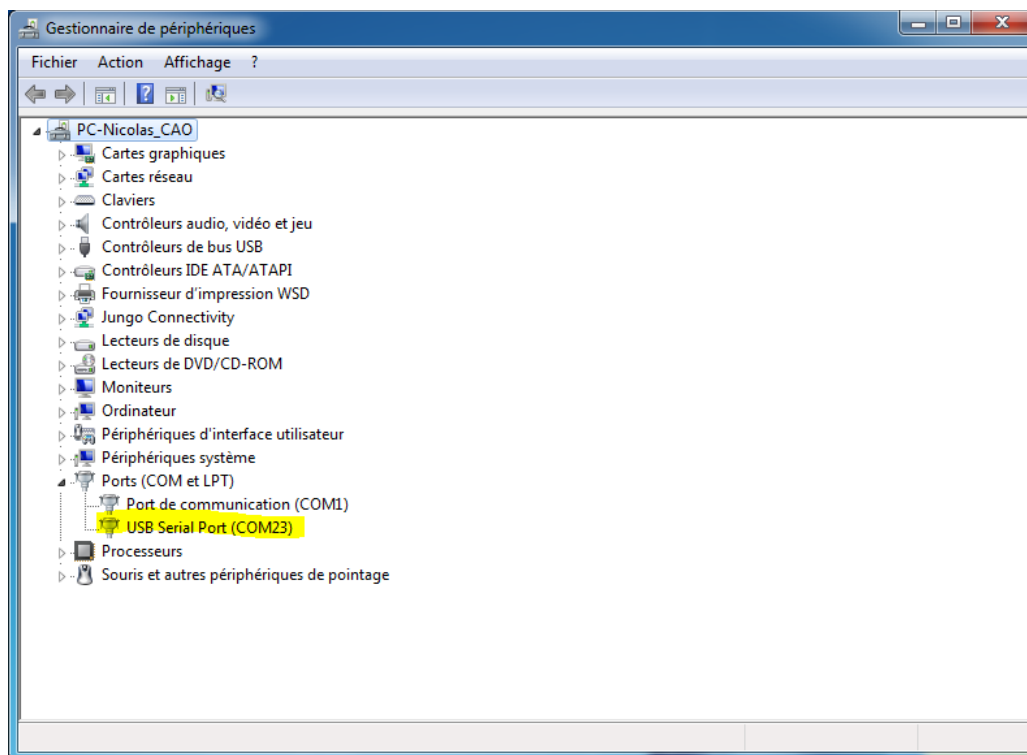 Gestionnaire de périphériques
Fichier Action Affichage ?
PC-Nicolas_CAO
Cartes graphiques
Cartes réseau
Claviers
Contrôleurs audio, vidéo et jeu
Contrôleurs de bus USB
Contrôleurs IDE ATA/ATAPI
Fournisseur d'impression WSD
Jungo Connectivity
Lecteurs de disque
Lecteurs de DVD/CD-ROM
Moniteurs
Ordinateur
Périphériques d'interface utilisateur
Périphériques système
Ports (COM et LPT)
Port de communication (COM1)
USB Serial Port (COM23)
Processeurs
Souris et autres périphériques de pointage